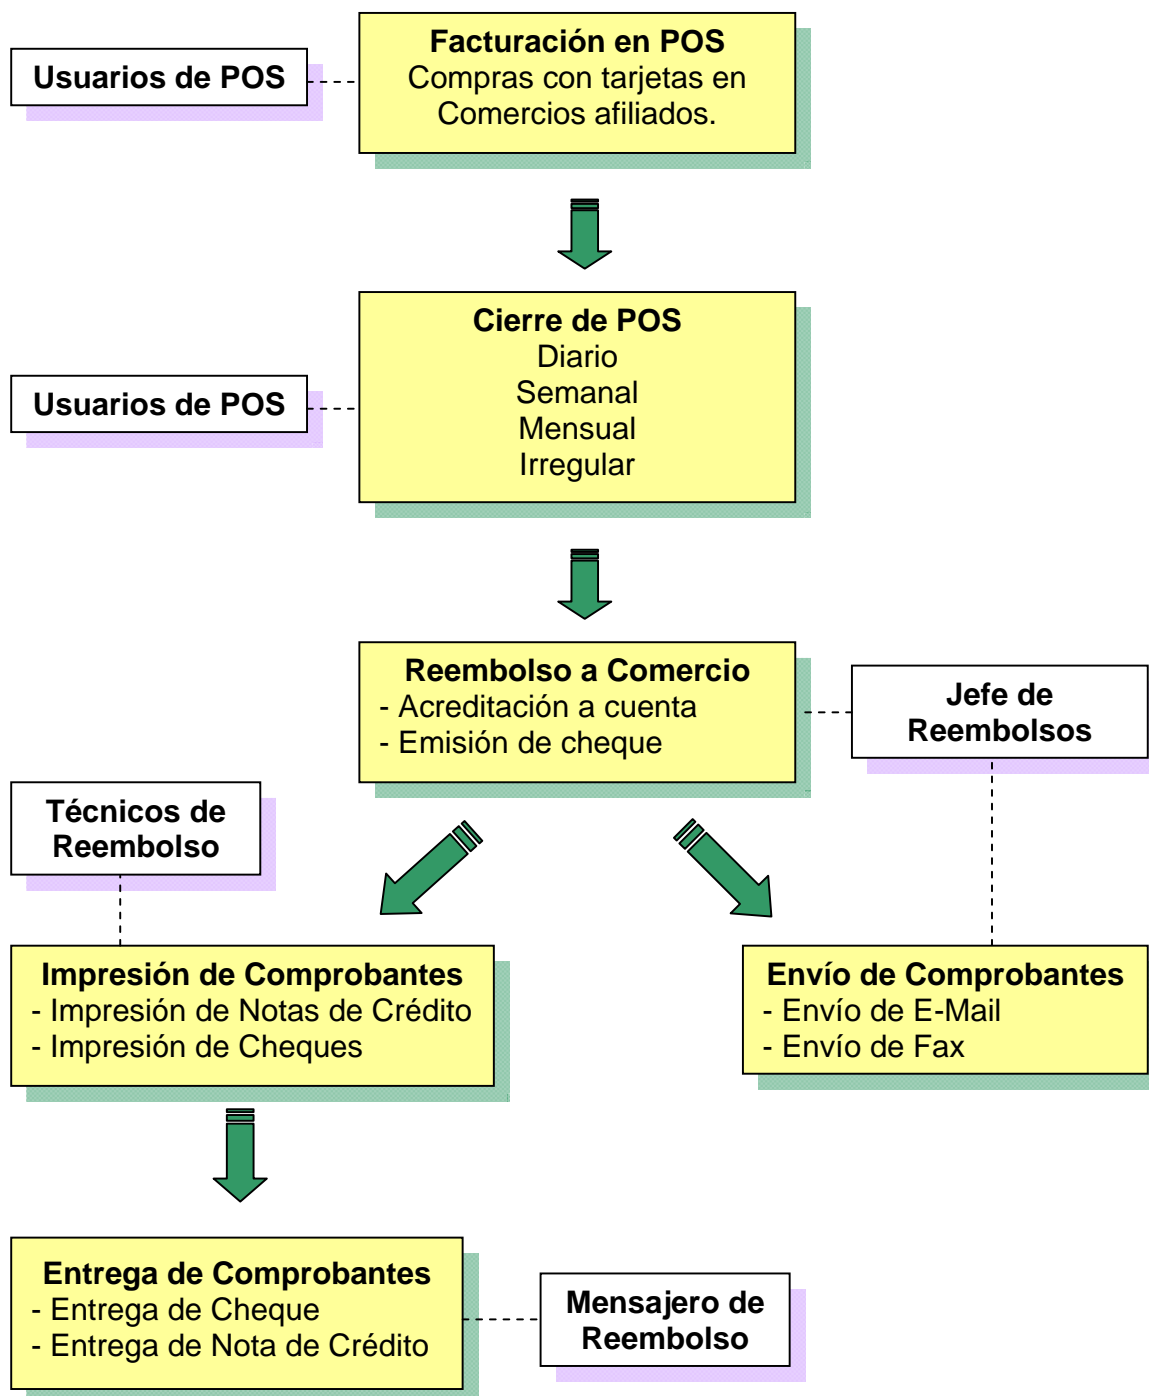 Facturación en POS
Compras con tarjetas en
Comercios afiliados.
Usuarios de POS
Cierre de POS
Diario
Semanal
Mensual
Irregular
Usuarios de POS
Reembolso a Comercio
- Acreditación a cuenta
- Emisión de cheque
Jefe de
Reembolsos
Técnicos de
Reembolso
Impresión de Comprobantes
- Impresión de Notas de Crédito
- Impresión de Cheques
Envío de Comprobantes
- Envío de E-Mail
- Envío de Fax
Entrega de Comprobantes
- Entrega de Cheque
- Entrega de Nota de Crédito
Mensajero de
Reembolso